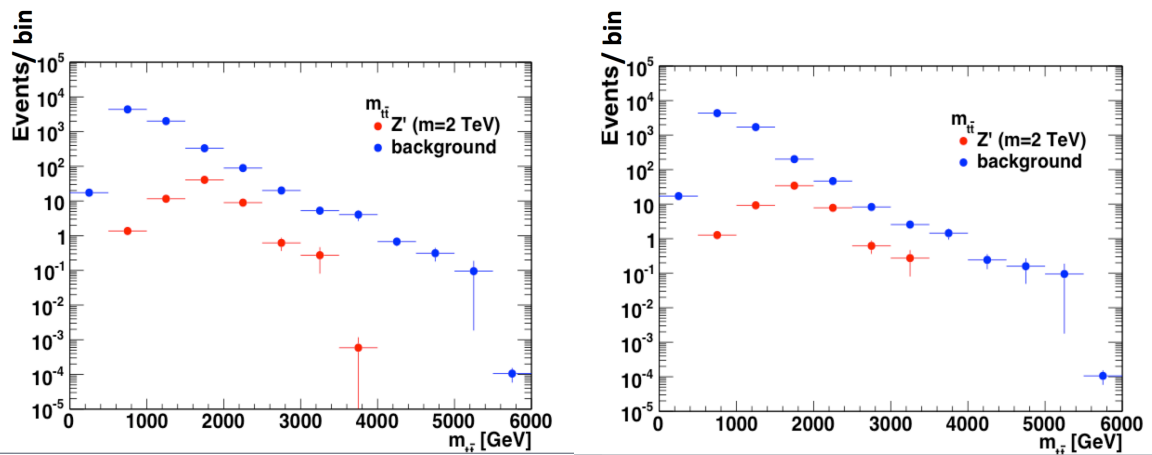 Events/ bin
10^5
10^4
10^3
10^2
10
1
10^-1
10^-2
10^-3
10^-4
10^-5
m_tt̄
Z' (m=2 TeV)
background
0 1000 2000 3000 4000 5000 6000
m_tt̄ [GeV]
Events/ bin
10^5
10^4
10^3
10^2
10
1
10^-1
10^-2
10^-3
10^-4
10^-5
m_tt̄
Z' (m=2 TeV)
background
0 1000 2000 3000 4000 5000 6000
m_tt̄ [GeV]